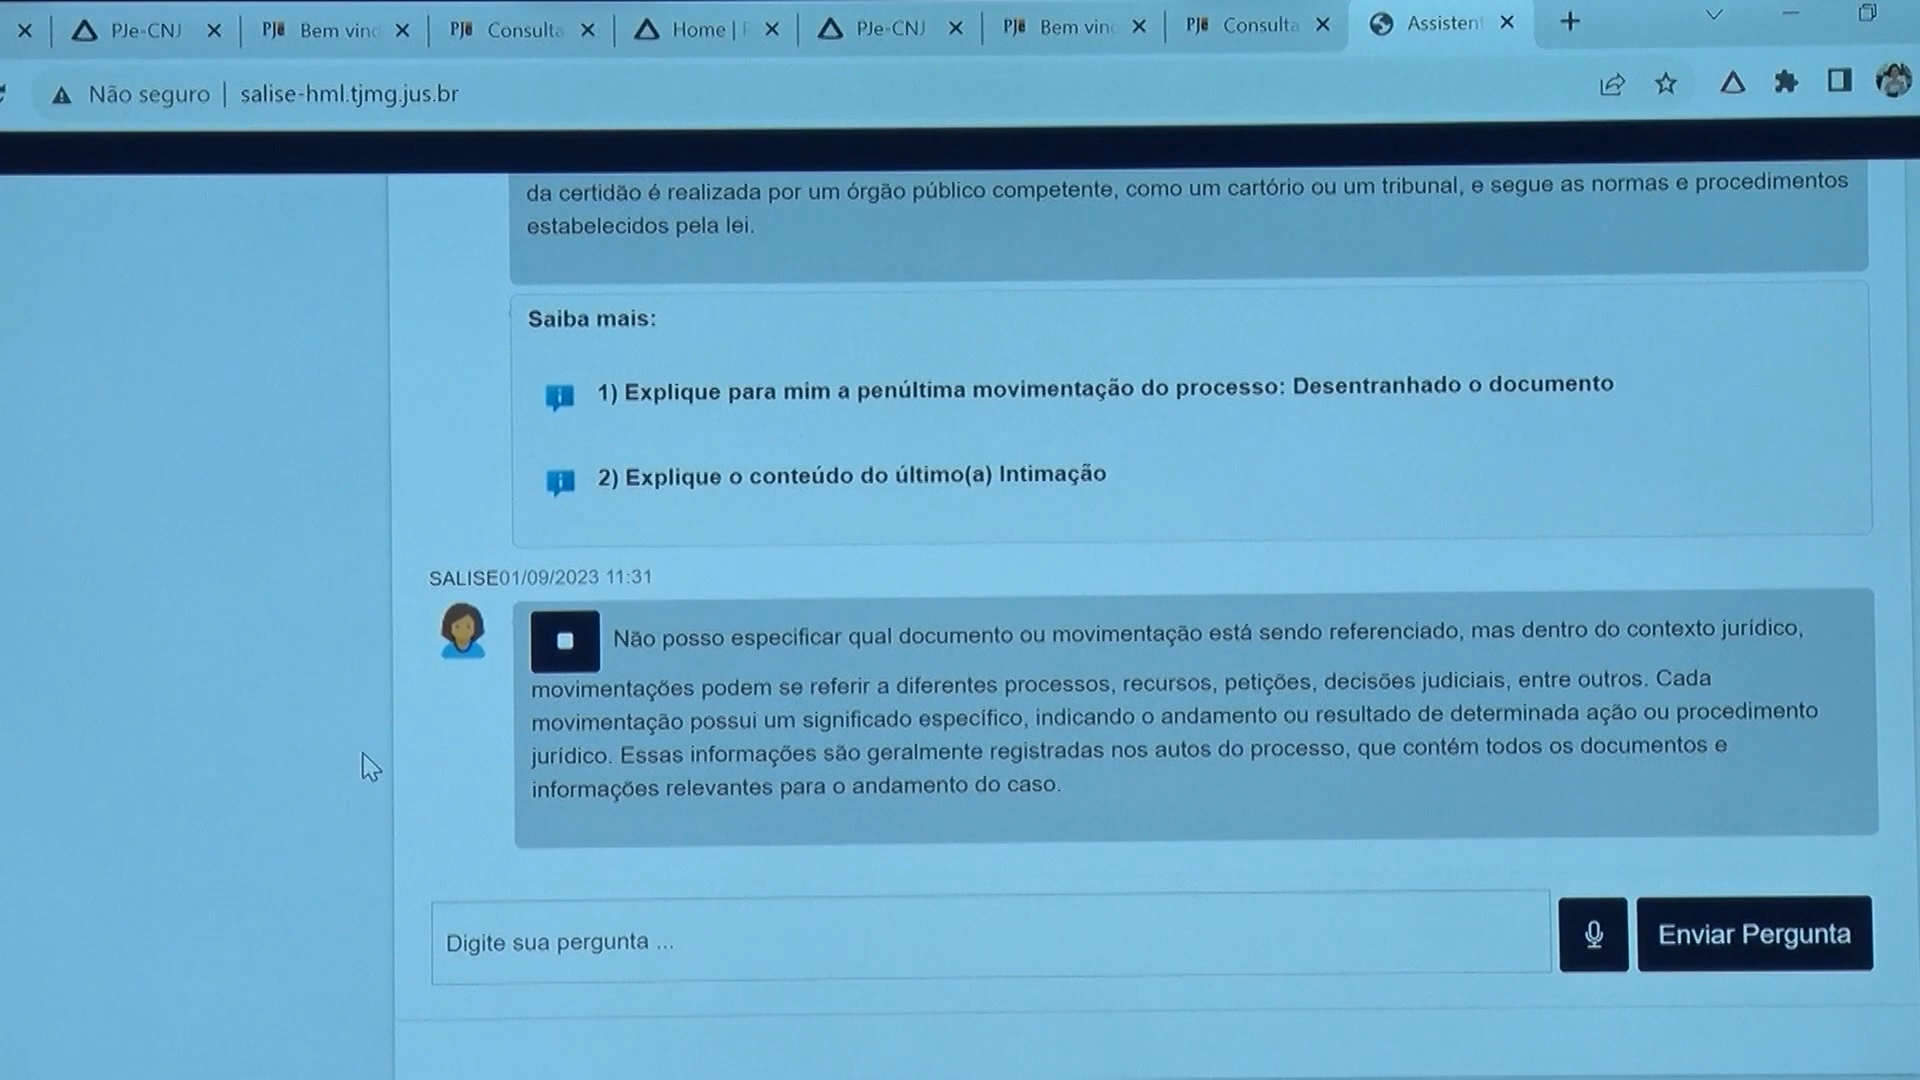 PJe-CNJ PJe Bem vinc PJe Consulta Home | PJe-CNJ PJe Bem vinc PJe Consulta Assisten
Não seguro | salise-hml.tjmg.jus.br
da certidão é realizada por um órgão público competente, como um cartório ou um tribunal, e segue as normas e procedimentos
estabelecidos pela lei.
Saiba mais:
1) Explique para mim a penúltima movimentação do processo: Desentranhado o documento
2) Explique o conteúdo do último(a) Intimação
SALISE01/09/2023 11:31
Não posso especificar qual documento ou movimentação está sendo referenciado, mas dentro do contexto jurídico,
movimentações podem se referir a diferentes processos, recursos, petições, decisões judiciais, entre outros. Cada
movimentação possui um significado específico, indicando o andamento ou resultado de determinada ação ou procedimento
jurídico. Essas informações são geralmente registradas nos autos do processo, que contém todos os documentos e
informações relevantes para o andamento do caso.
Digite sua pergunta ...
Enviar Pergunta